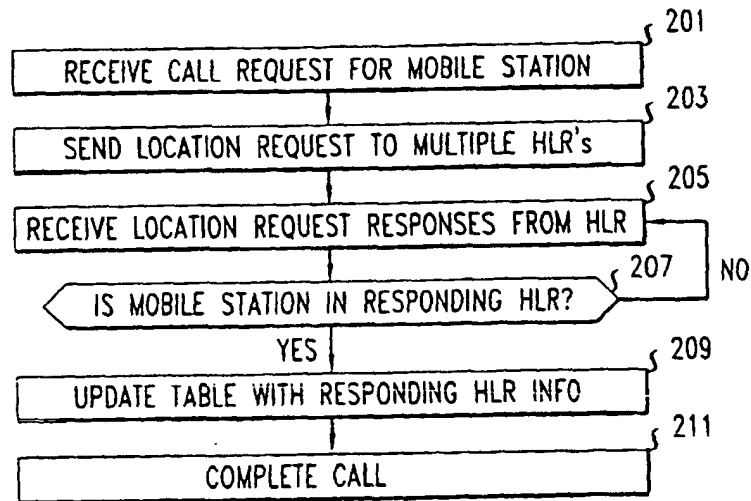 201
RECEIVE CALL REQUEST FOR MOBILE STATION
203
SEND LOCATION REQUEST TO MULTIPLE HLR's
205
RECEIVE LOCATION REQUEST RESPONSES FROM HLR
207
IS MOBILE STATION IN RESPONDING HLR?
NO
YES
209
UPDATE TABLE WITH RESPONDING HLR INFO
211
COMPLETE CALL